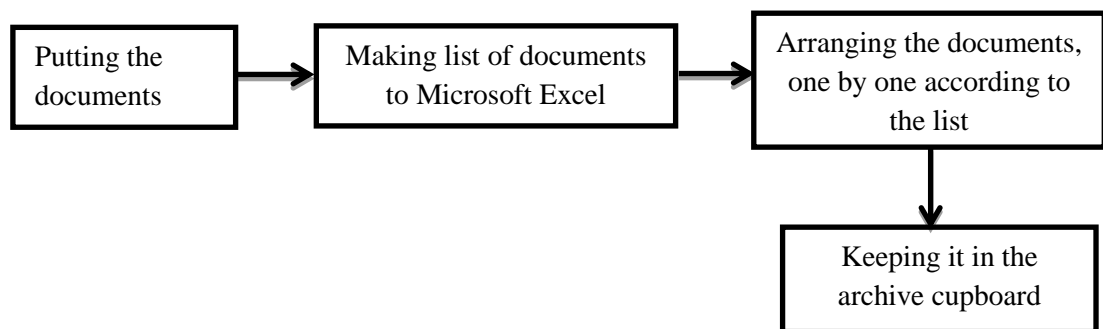 Putting the
documents
Making list of documents
to Microsoft Excel
Arranging the documents,
one by one according to
the list
Keeping it in the
archive cupboard